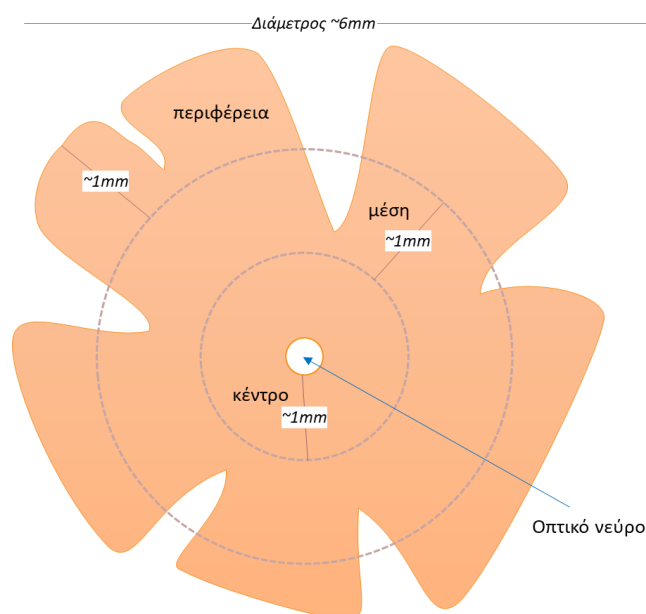 Διάμετρος ~6mm
περιφέρεια
~1mm
μέση
~1mm
κέντρο
~1mm
Οπτικό νεύρο